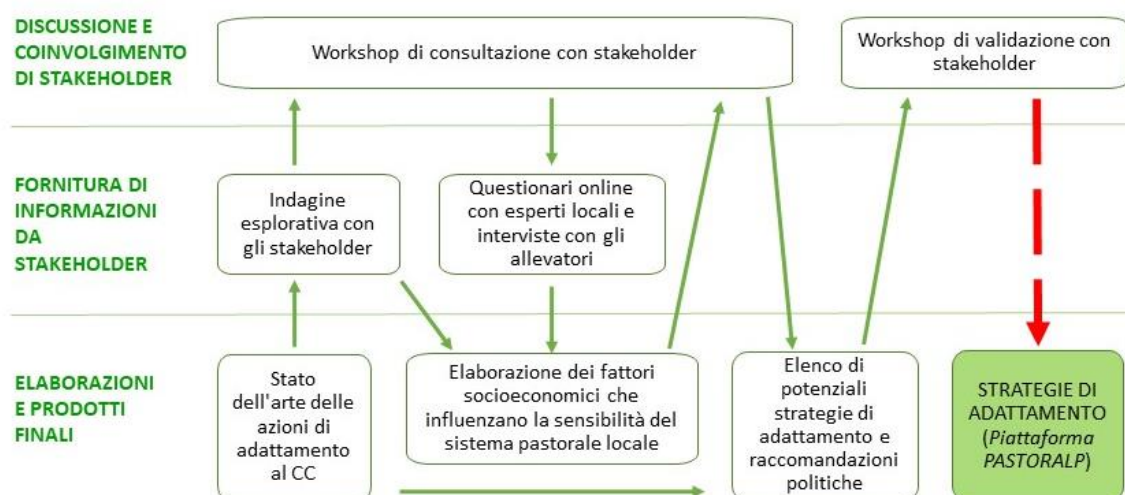 DISCUSSIONE E
COINVOLGIMENTO
DI STAKEHOLDER
Workshop di consultazione con stakeholder
Workshop di validazione con
stakeholder
FORNITURA DI
INFORMAZIONI
DA
STAKEHOLDER
Indagine
esplorativa con
gli stakeholder
Questionari online
con esperti locali e
interviste con gli
allevatori
ELABORAZIONI
E PRODOTTI
FINALI
Stato
dell'arte delle
azioni di
adattamento
al CC
Elaborazione dei fattori
socioeconomici che
influenzano la sensibilità del
sistema pastorale locale
Elenco di
potenziali
strategie di
adattamento e
raccomandazioni
politiche
STRATEGIE DI
ADATTAMENTO
(Piattaforma
PASTORALP)